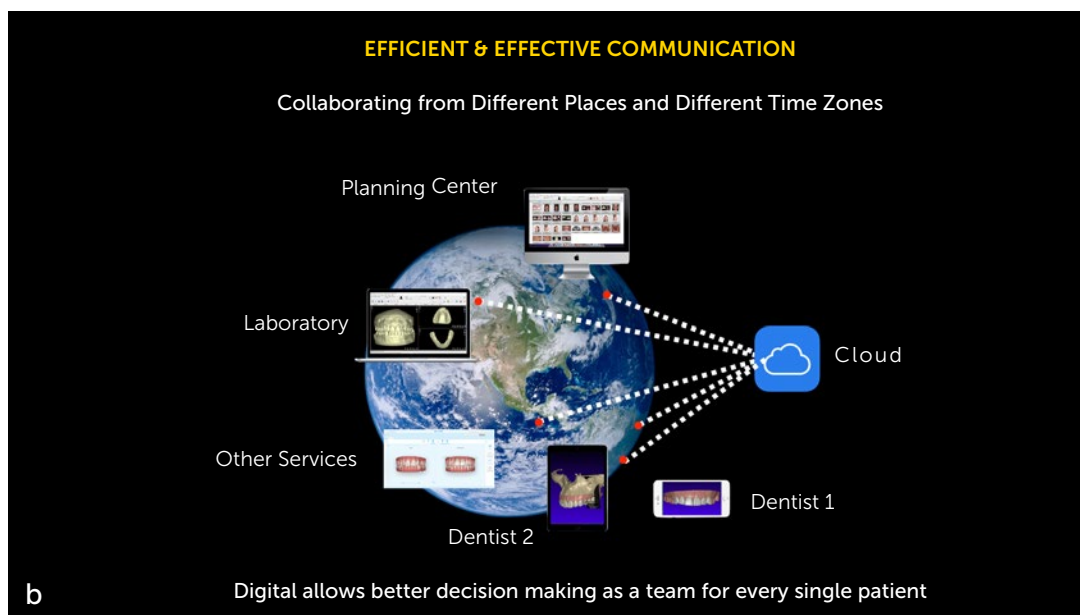 EFFICIENT & EFFECTIVE COMMUNICATION
Collaborating from Different Places and Different Time Zones
Planning Center
Laboratory
Cloud
Other Services
Dentist 1
Dentist 2
b
Digital allows better decision making as a team for every single patient